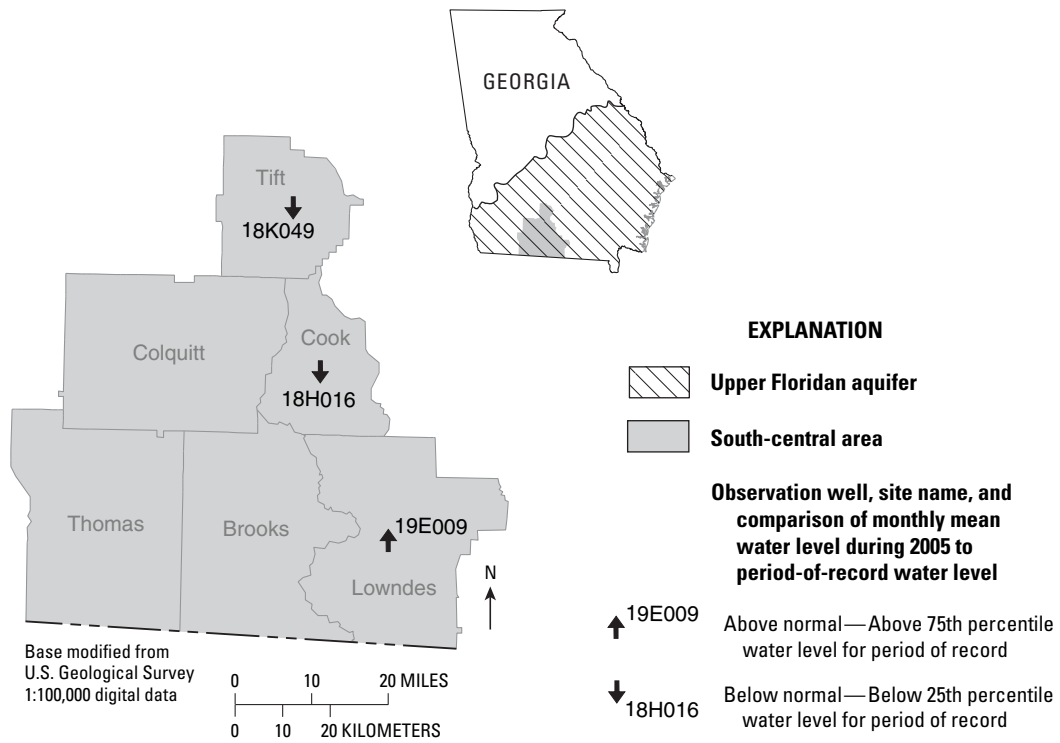 GEORGIA
Tift
18K049
Colquitt
Cook
18H016
Thomas
Brooks
19E009
Lowndes
N
Base modified from
U.S. Geological Survey
1:100,000 digital data
0 10 20 MILES
0 10 20 KILOMETERS
EXPLANATION
Upper Floridan aquifer
South-central area
Observation well, site name, and
comparison of monthly mean
water level during 2005 to
period-of-record water level
19E009 Above normal—Above 75th percentile
water level for period of record
18H016 Below normal—Below 25th percentile
water level for period of record